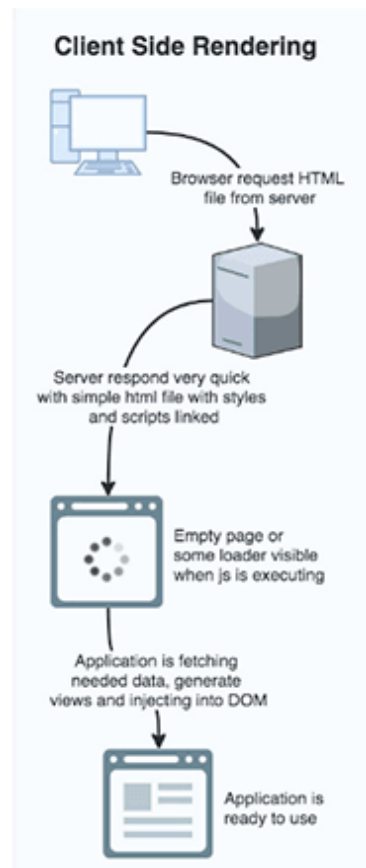 Client Side Rendering
Browser request HTML
file from server
Server respond very quick
with simple html file with styles
and scripts linked
Empty page or
some loader visible
when js is executing
Application is fetching
needed data, generate
views and injecting into DOM
Application is
ready to use